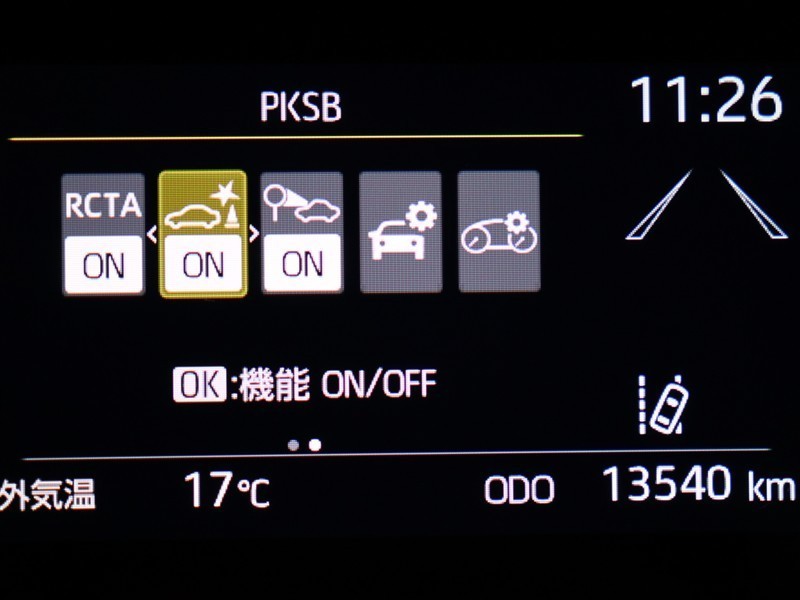 PKSB
11:26
RCTA
ON
ON
ON
OK:機能 ON/OFF
外気温 17℃ ODO 13540 km